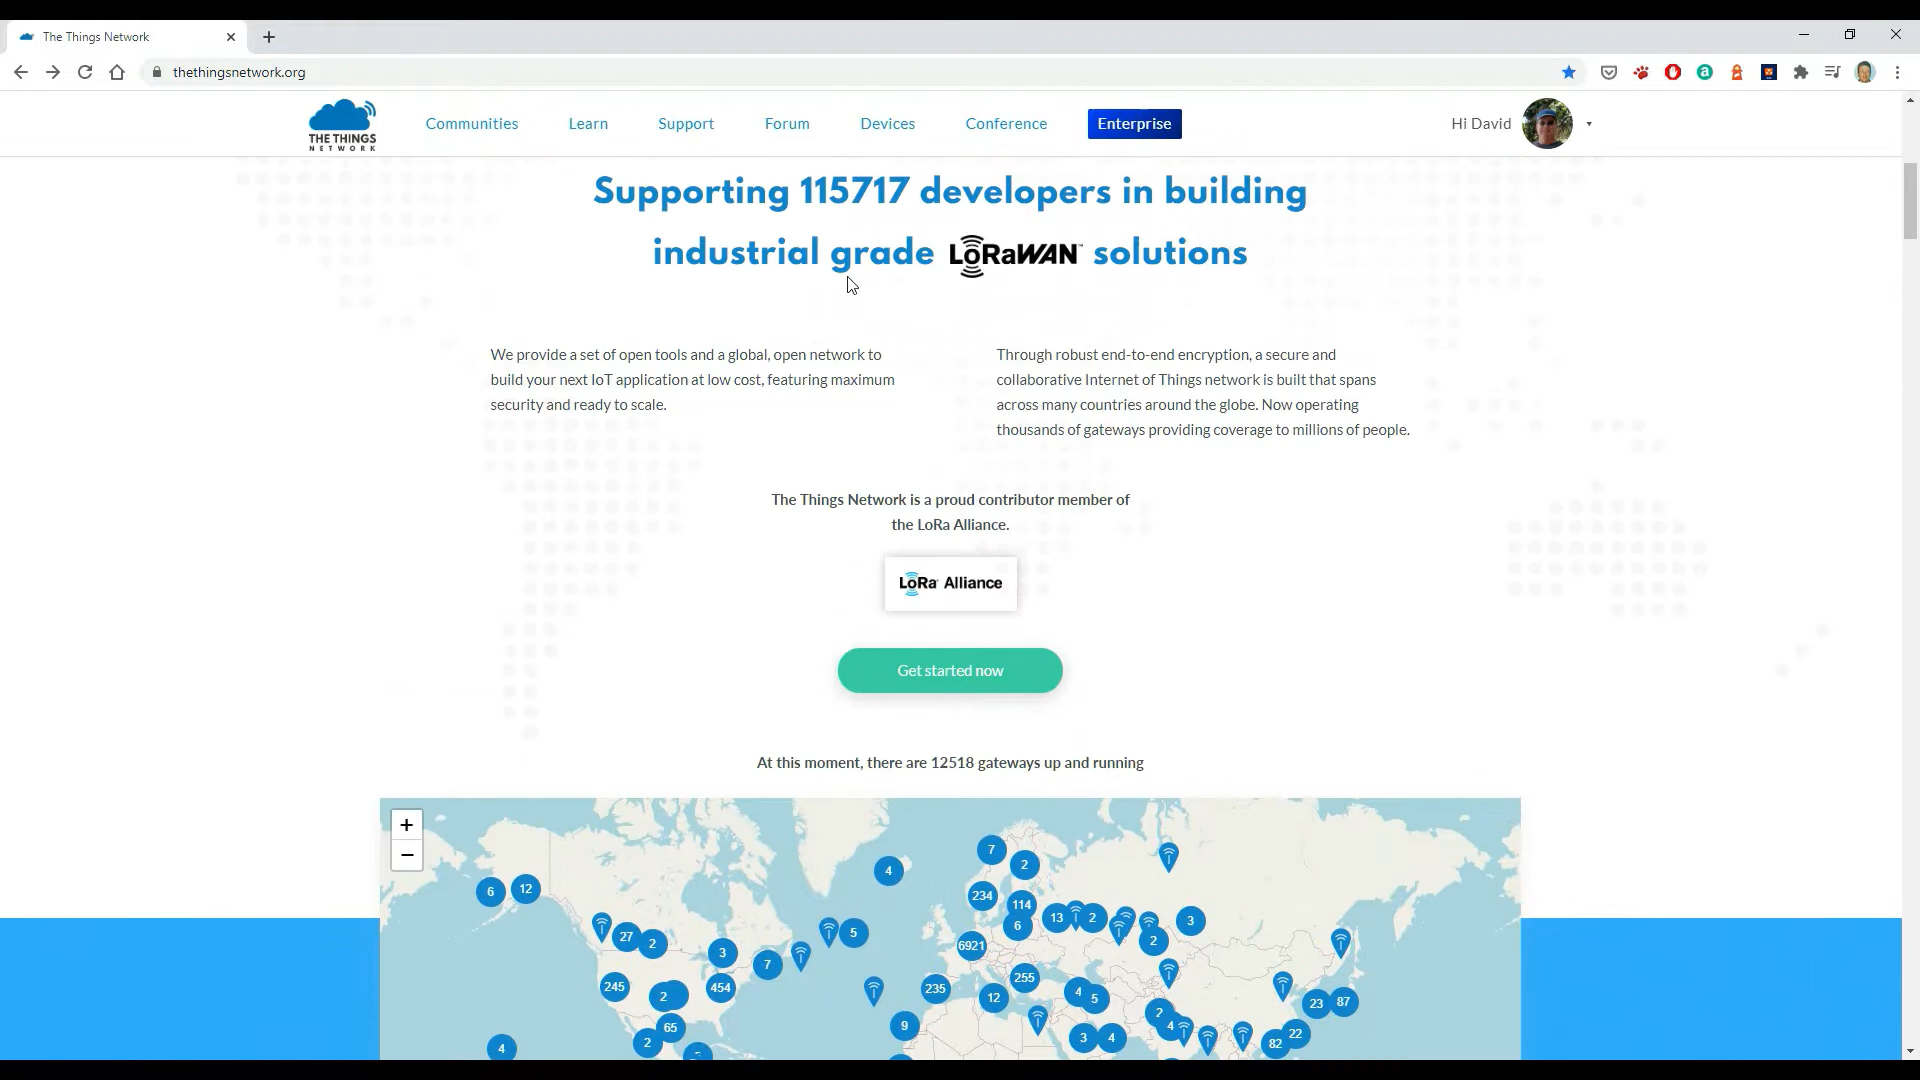 The Things Network
thethingsnetwork.org
THE THINGS
NETWORK
Communities
Learn
Support
Forum
Devices
Conference
Enterprise
Hi David
Supporting 115717 developers in building
industrial grade LoRaWAN™ solutions
We provide a set of open tools and a global, open network to
build your next IoT application at low cost, featuring maximum
security and ready to scale.
Through robust end-to-end encryption, a secure and
collaborative Internet of Things network is built that spans
across many countries around the globe. Now operating
thousands of gateways providing coverage to millions of people.
The Things Network is a proud contributor member of
the LoRa Alliance.
LoRa Alliance
Get started now
At this moment, there are 12518 gateways up and running
+
−
7
2
4
6
12
234
114
13
2
3
6
5
27
2
2
6921
3
7
255
245
2
454
235
12
4
5
23
87
2
9
65
4
22
2
3
4
82
4